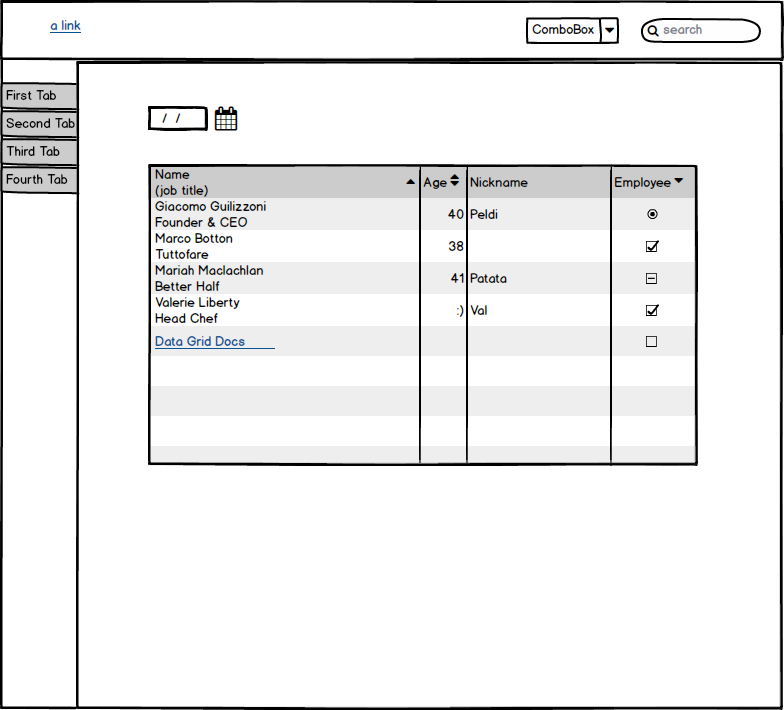 a link
ComboBox
search
First Tab
Second Tab
Third Tab
Fourth Tab
/ /
Name
(job title)
Age
Nickname
Employee
Giacomo Guilizzoni
Founder & CEO
40
Peldi
Marco Botton
Tuttofare
38
Mariah Maclachlan
Better Half
41
Patata
Valerie Liberty
Head Chef
:)
Val
Data Grid Docs